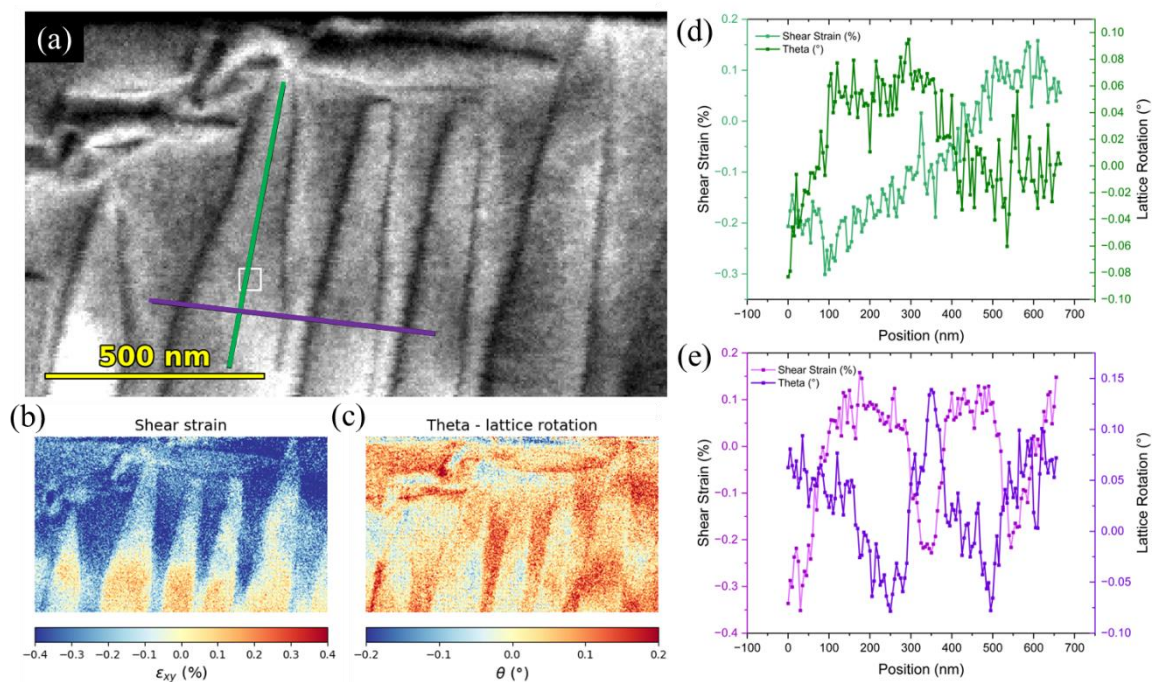 (a)
500 nm
(b)
Shear strain
−0.4 −0.3 −0.2 −0.1 0.0 0.1 0.2 0.3 0.4
εxy (%)
(c)
Theta - lattice rotation
−0.2 −0.1 0.0 0.1 0.2
θ (°)
(d)
Shear Strain (%)
Theta (°)
0.2
0.1
0.0
−0.1
−0.2
−0.3
Shear Strain (%)
0.10
0.08
0.06
0.04
0.02
0.00
−0.02
−0.04
−0.06
−0.08
−0.10
Lattice Rotation (°)
−100 0 100 200 300 400 500 600 700
Position (nm)
(e)
Shear Strain (%)
Theta (°)
0.2
0.1
0.0
−0.1
−0.2
−0.3
−0.4
Shear Strain (%)
0.15
0.10
0.05
0.00
−0.05
−0.10
Lattice Rotation (°)
−100 0 100 200 300 400 500 600 700
Position (nm)